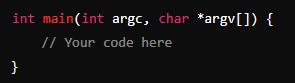 int main(int argc, char *argv[]) {
    // Your code here
}